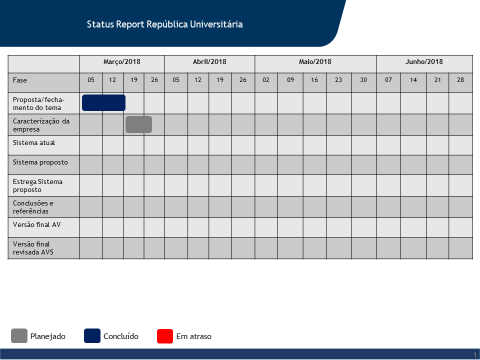 Status Report República Universitária
Março/2018 Abril/2018 Maio/2018 Junho/2018
Fase 05 12 19 26 05 12 19 26 02 09 16 23 30 07 14 21 28
Proposta/fecha-
mento do tema
Caracterização da
empresa
Sistema atual
Sistema proposto
Estrega Sistema
proposto
Conclusões e
referências
Versão final AV
Versão final
revisada AVS
Planejado Concluído Em atraso
1